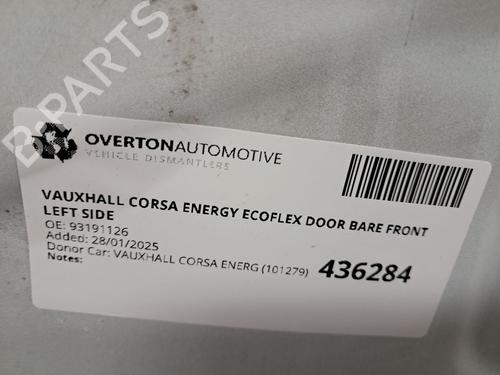 B-PARTS
OVERTONAUTOMOTIVE
VEHICLE DISMANTLERS
VAUXHALL CORSA ENERGY ECOFLEX DOOR BARE FRONT
LEFT SIDE
OE: 93191126
Added: 28/01/2025
Donor Car: VAUXHALL CORSA ENERG (101279)
436284
Notes: